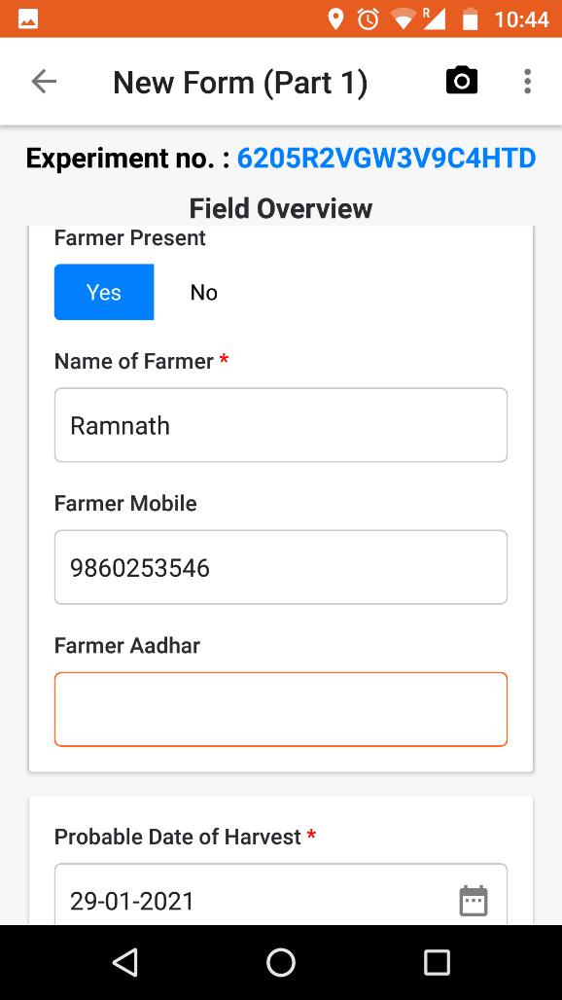 R
10:44
New Form (Part 1)
Experiment no. : 6205R2VGW3V9C4HTD
Field Overview
Farmer Present
Yes No
Name of Farmer *
Ramnath
Farmer Mobile
9860253546
Farmer Aadhar
Probable Date of Harvest *
29-01-2021